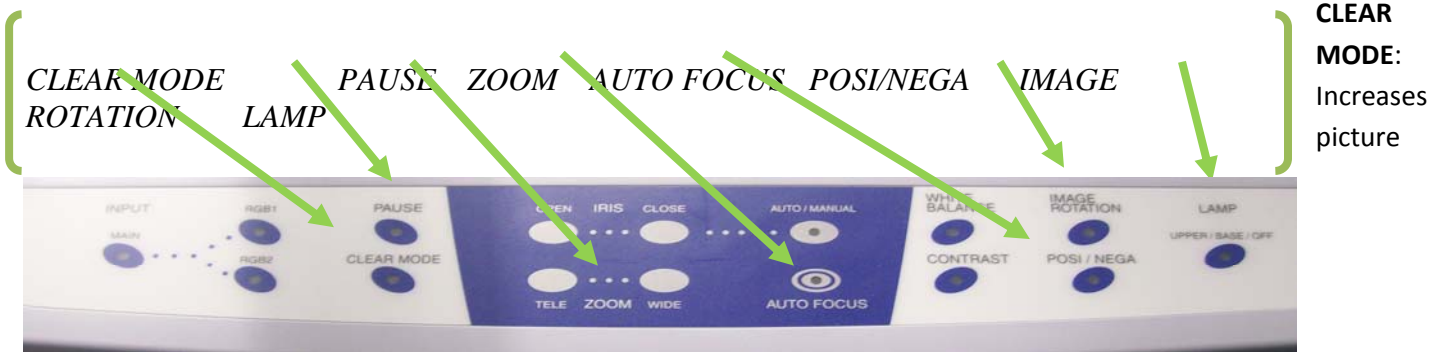 CLEAR MODE PAUSE ZOOM AUTO FOCUS POSI/NEGA IMAGE
ROTATION LAMP
CLEAR
MODE:
Increases
picture
INPUT
MAIN
RGB1
RGB2
PAUSE
CLEAR MODE
OPEN IRIS CLOSE
AUTO / MANUAL
TELE ZOOM WIDE
AUTO FOCUS
WHITE
BALANCE
CONTRAST
IMAGE
ROTATION
POSI / NEGA
LAMP
UPPER / BASE / OFF